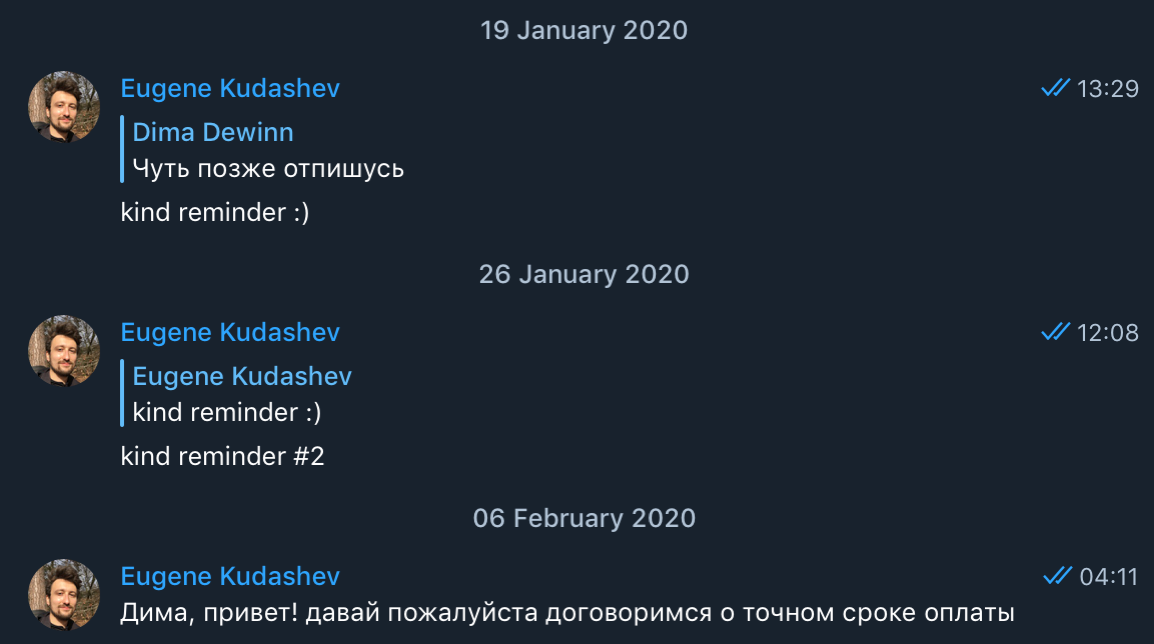 19 January 2020
Eugene Kudashev 13:29
Dima Dewinn
Чуть позже отпишусь
kind reminder :)
26 January 2020
Eugene Kudashev 12:08
Eugene Kudashev
kind reminder :)
kind reminder #2
06 February 2020
Eugene Kudashev 04:11
Дима, привет! давай пожалуйста договоримся о точном сроке оплаты